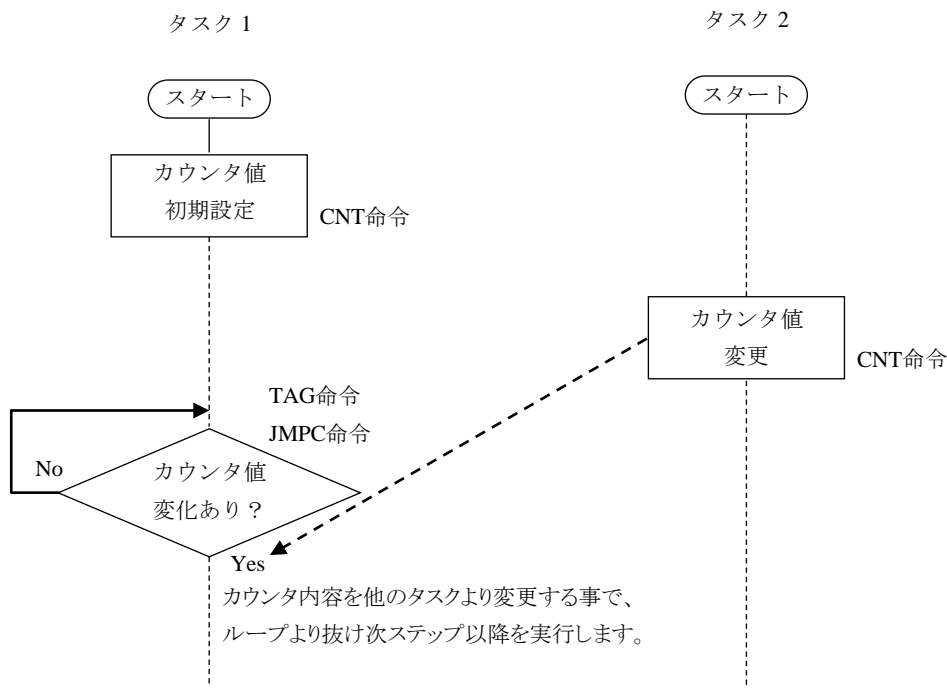 タスク 1
タスク 2
スタート
スタート
カウンタ値
初期設定
CNT命令
カウンタ値
変更
CNT命令
TAG命令
JMPC命令
No
カウンタ値
変化あり？
Yes
カウンタ内容を他のタスクより変更する事で、
ループより抜け次ステップ以降を実行します。